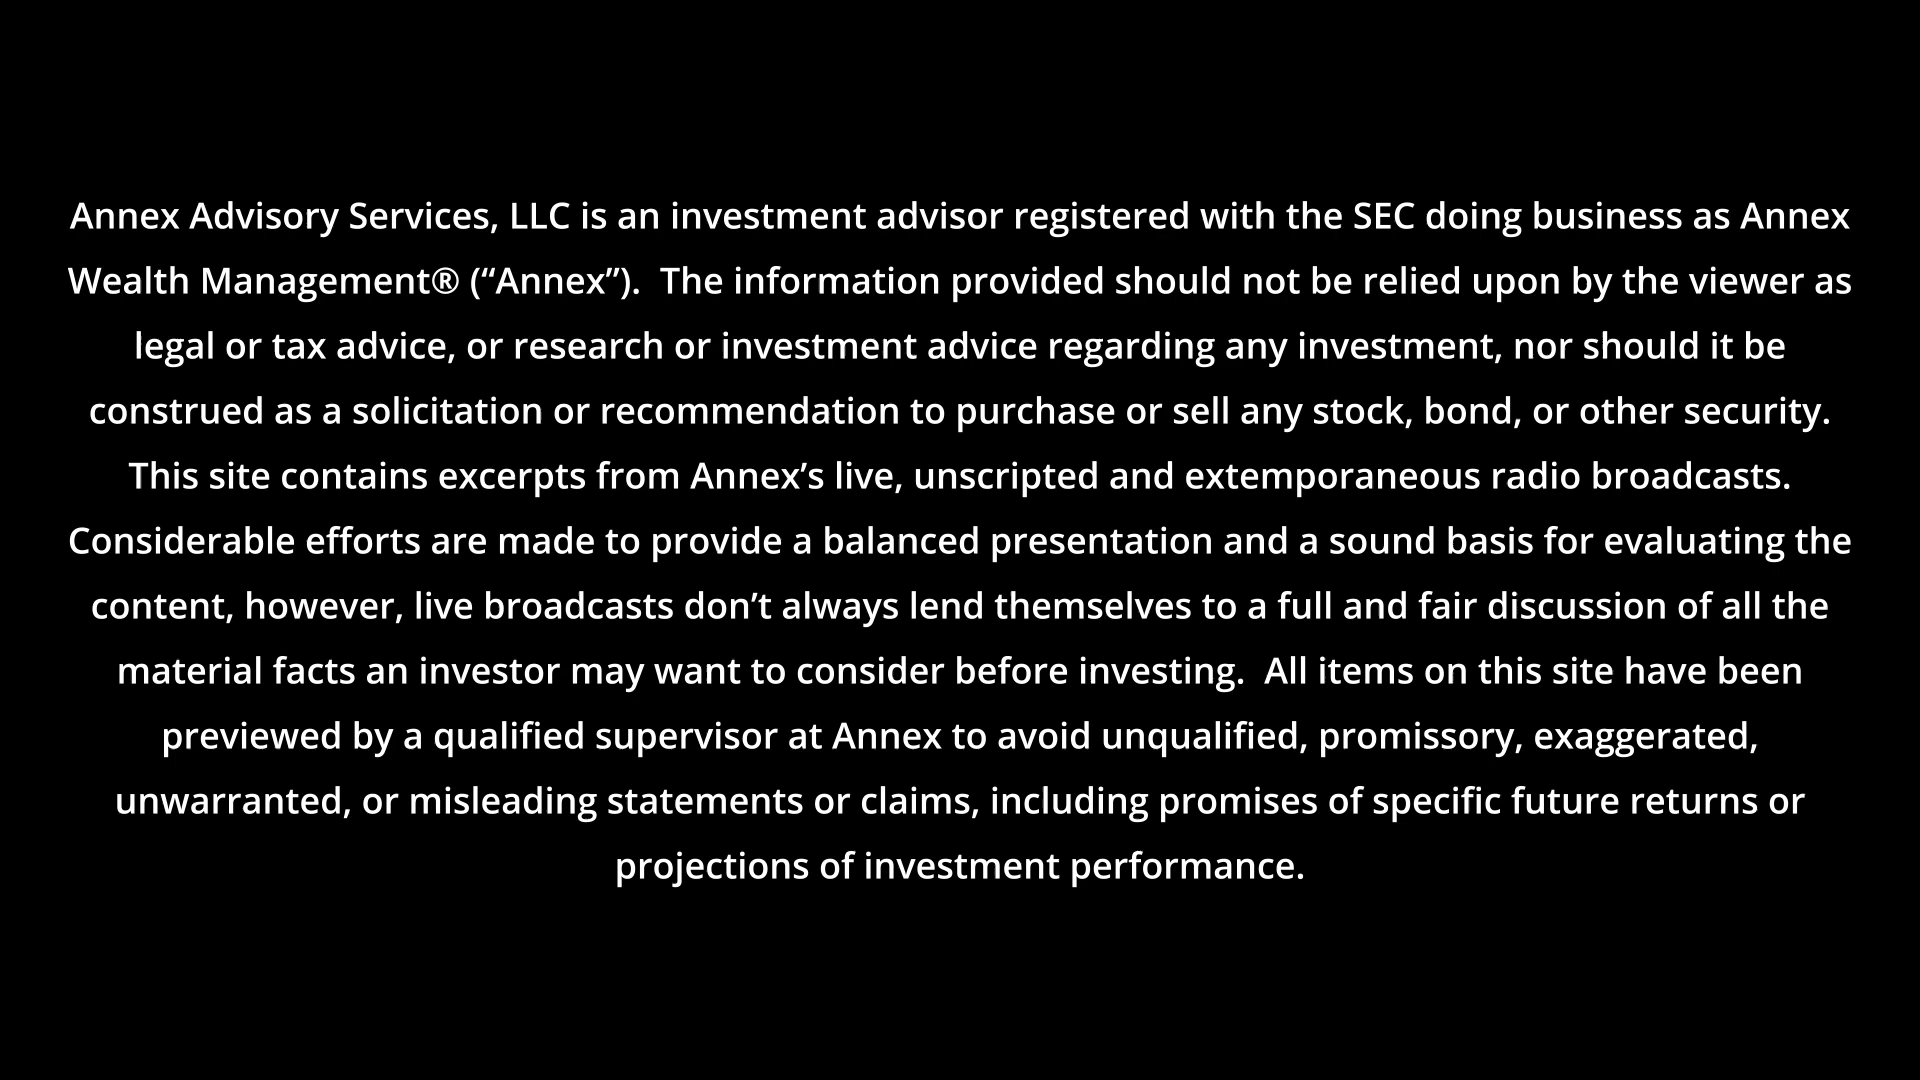 Annex Advisory Services, LLC is an investment advisor registered with the SEC doing business as Annex
Wealth Management® (“Annex”).  The information provided should not be relied upon by the viewer as
legal or tax advice, or research or investment advice regarding any investment, nor should it be
construed as a solicitation or recommendation to purchase or sell any stock, bond, or other security.
This site contains excerpts from Annex’s live, unscripted and extemporaneous radio broadcasts.
Considerable efforts are made to provide a balanced presentation and a sound basis for evaluating the
content, however, live broadcasts don’t always lend themselves to a full and fair discussion of all the
material facts an investor may want to consider before investing.  All items on this site have been
previewed by a qualified supervisor at Annex to avoid unqualified, promissory, exaggerated,
unwarranted, or misleading statements or claims, including promises of specific future returns or
projections of investment performance.